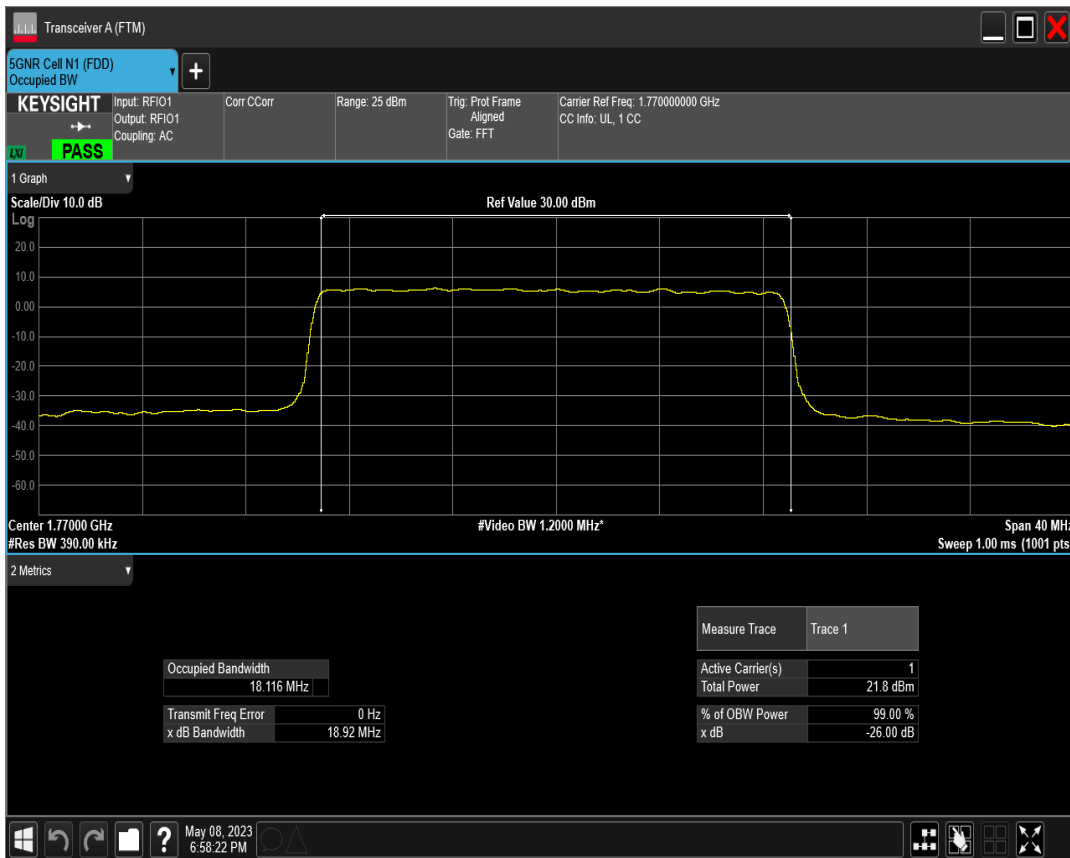 Transceiver A (FTM)
5GNR Cell N1 (FDD)
Occupied BW
+
KEYSIGHT
LXI
PASS
Input: RFIO1
Output: RFIO1
Coupling: AC
Corr CCorr
Range: 25 dBm
Trig: Prot Frame
Aligned
Gate: FFT
Carrier Ref Freq: 1.770000000 GHz
CC Info: UL, 1 CC
1 Graph
Scale/Div 10.0 dB
Ref Value 30.00 dBm
Log
20.0
10.0
0.00
-10.0
-20.0
-30.0
-40.0
-50.0
-60.0
Center 1.77000 GHz
#Video BW 1.2000 MHz*
Span 40 MHz
#Res BW 390.00 kHz
Sweep 1.00 ms (1001 pts
2 Metrics
Measure Trace Trace 1
Occupied Bandwidth
18.116 MHz
Active Carrier(s) 1
Total Power 21.8 dBm
Transmit Freq Error 0 Hz
x dB Bandwidth 18.92 MHz
% of OBW Power 99.00 %
x dB -26.00 dB
?
May 08, 2023
6:58:22 PM